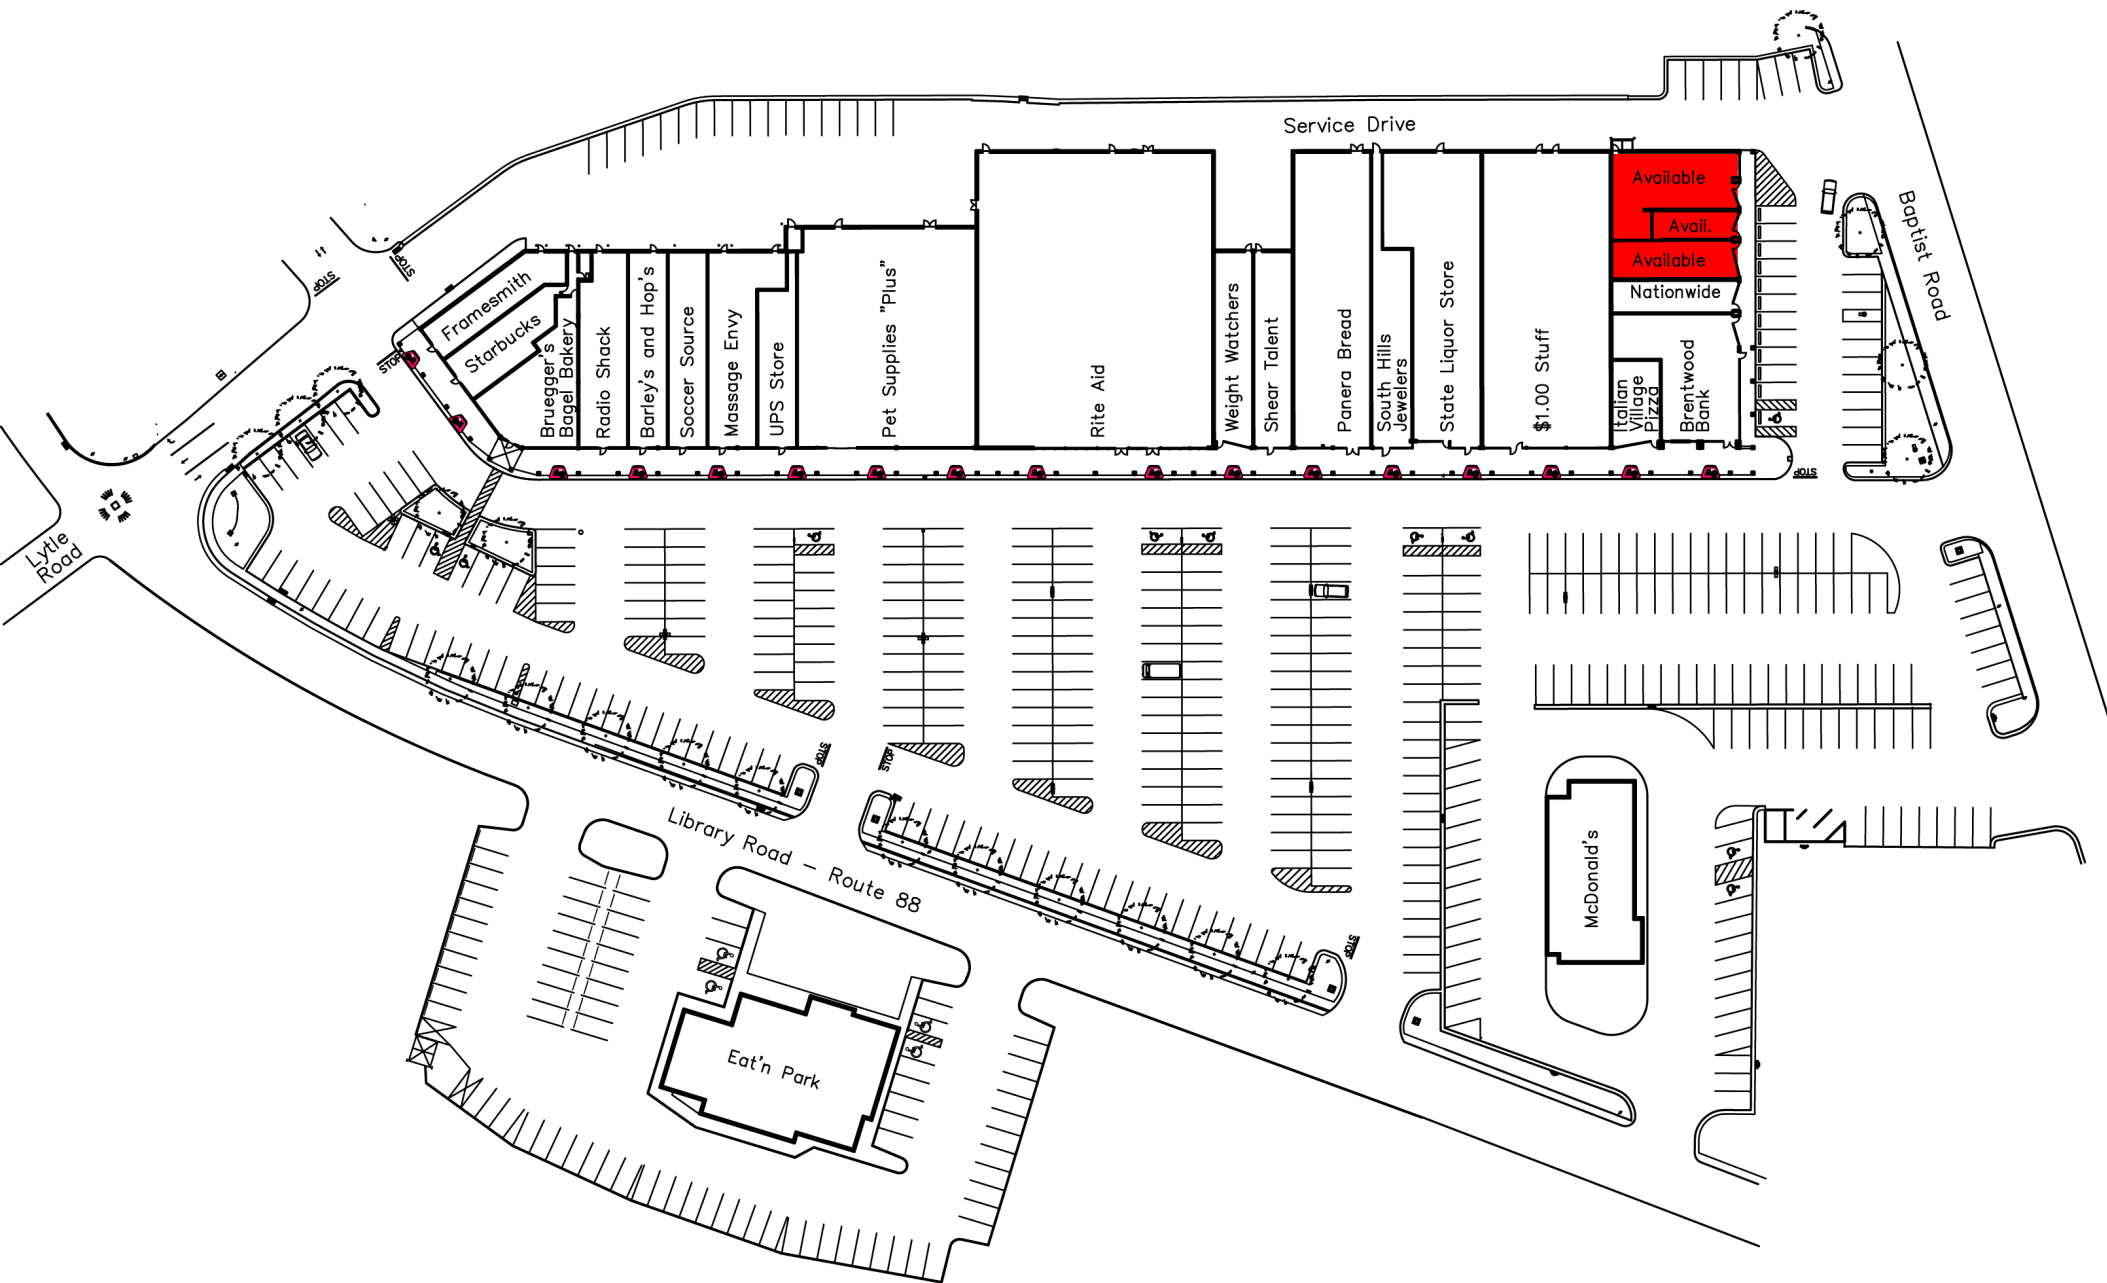 Service Drive
Baptist Road
Available
Avail.
Available
Nationwide
Framesmith
Starbucks
Bruegger's
Bagel Bakery
Radio Shack
Barley's and Hop's
Soccer Source
Massage Envy
UPS Store
Pet Supplies "Plus"
Rite Aid
Weight Watchers
Shear Talent
Panera Bread
South Hills
Jewelers
State Liquor Store
$1.00 Stuff
Italian
Village
Pizza
Brentwood
Bank
STOP
STOP
STOP
STOP
STOP
STOP
STOP
Lytle
Road
Library Road - Route 88
McDonald's
Eat'n Park